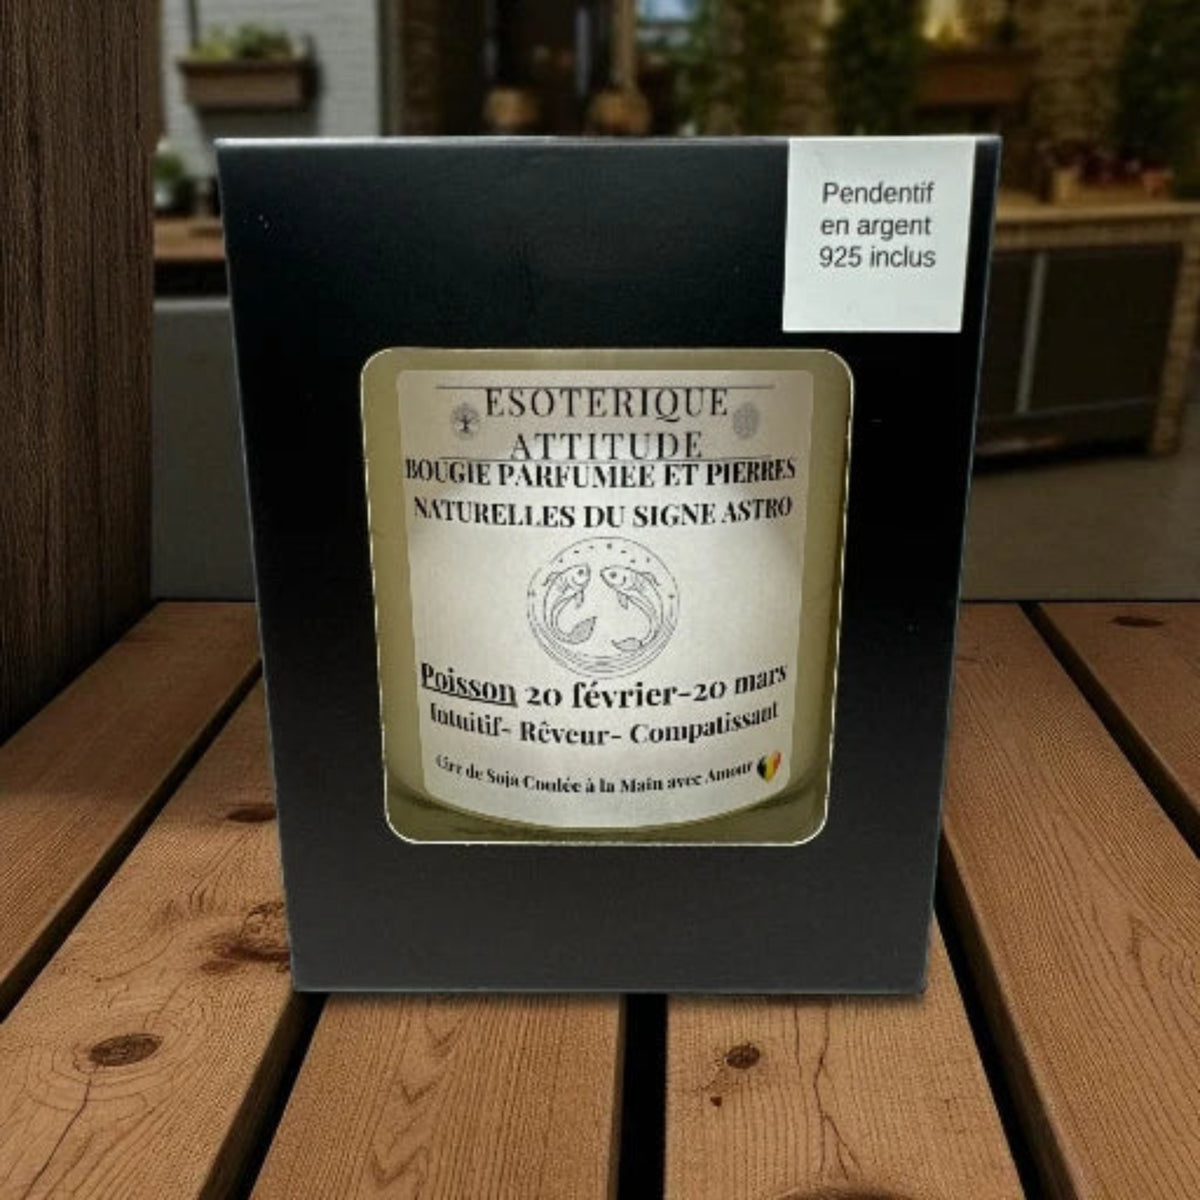 Pendentif
en argent
925 inclus
ESOTERIQUE
ATTITUDE
BOUGIE PARFUMEE ET PIERRES
NATURELLES DU SIGNE ASTRO
Poisson 20 février-20 mars
Intuitif- Rêveur- Compatissant
Cire de Soja Coulée à la Main avec Amour